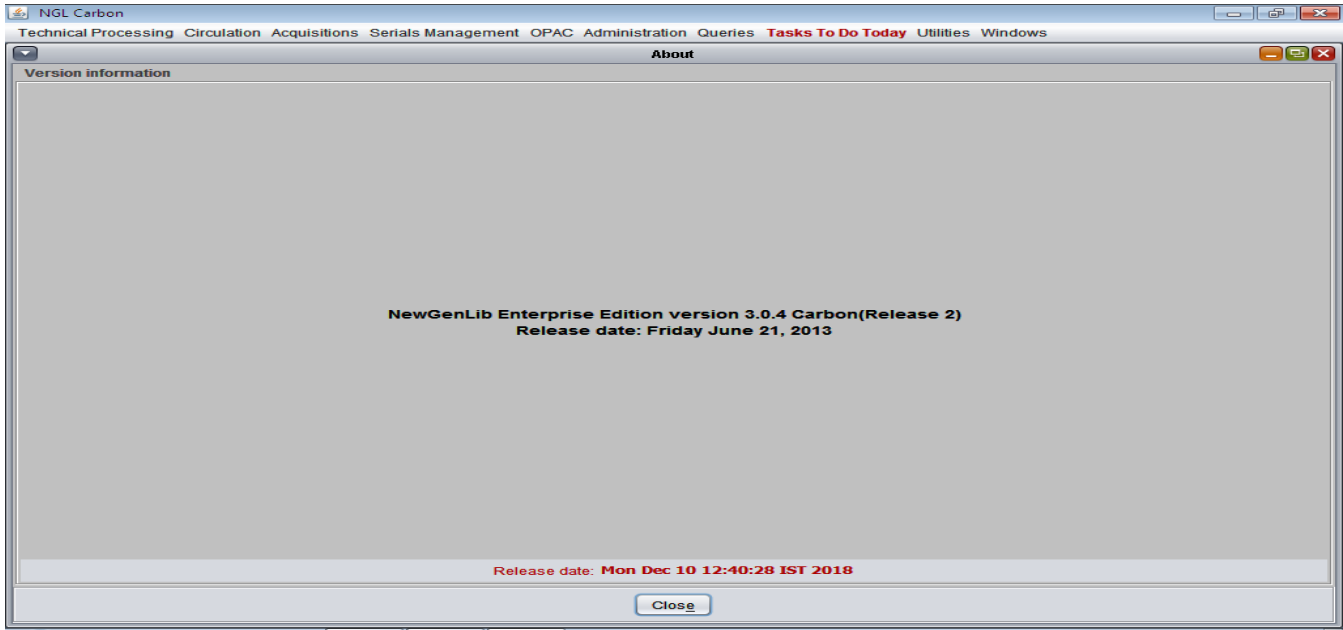 NGL Carbon
Technical Processing Circulation Acquisitions Serials Management OPAC Administration Queries Tasks To Do Today Utilities Windows
About
Version information
NewGenLib Enterprise Edition version 3.0.4 Carbon(Release 2)
Release date: Friday June 21, 2013
Release date: Mon Dec 10 12:40:28 IST 2018
Close